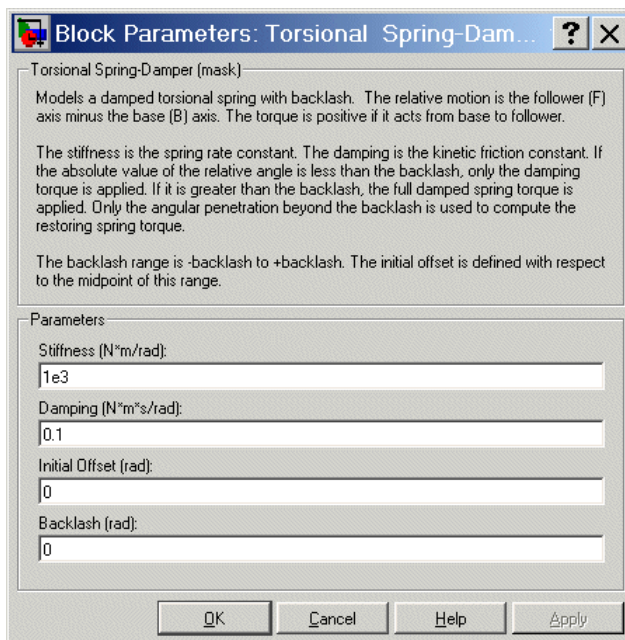 Block Parameters: Torsional Spring-Dam...
Torsional Spring-Damper (mask)
Models a damped torsional spring with backlash. The relative motion is the follower (F)
axis minus the base (B) axis. The torque is positive if it acts from base to follower.
The stiffness is the spring rate constant. The damping is the kinetic friction constant. If
the absolute value of the relative angle is less than the backlash, only the damping
torque is applied. If it is greater than the backlash, the full damped spring torque is
applied. Only the angular penetration beyond the backlash is used to compute the
restoring spring torque.
The backlash range is -backlash to +backlash. The initial offset is defined with respect
to the midpoint of this range.
Parameters
Stiffness (N*m/rad):
1e3
Damping (N*m*s/rad):
0.1
Initial Offset (rad):
0
Backlash (rad):
0
OK Cancel Help Apply